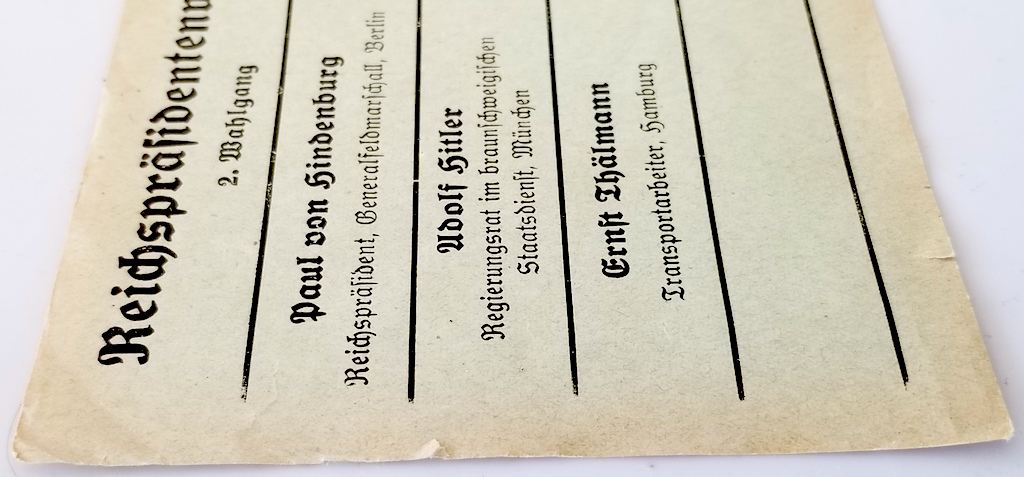 Reichspräsidentenw
2. Wahlgang
Paul von Hindenburg
Reichspräsident, Generalfeldmarschall, Berlin
Adolf Hitler
Regierungsrat im braunschweigischen
Staatsdienst, München
Ernst Thälmann
Transportarbeiter, Hamburg